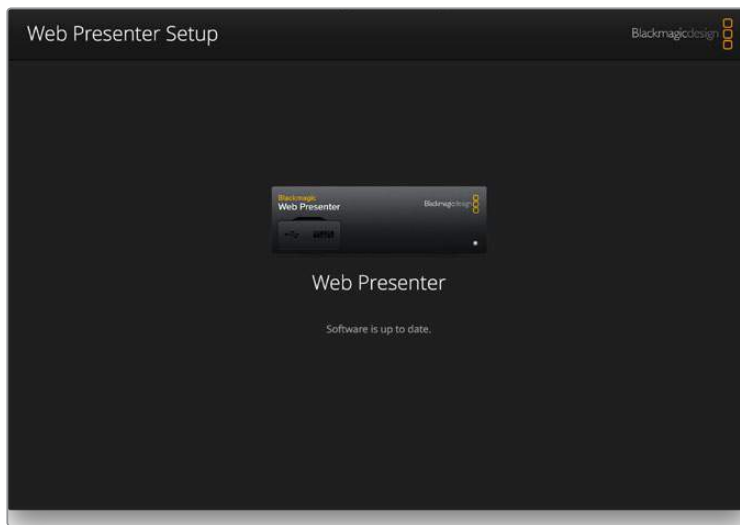 Web Presenter Setup
Blackmagicdesign
Blackmagic
Web Presenter
Blackmagicdesign
Web Presenter
Software is up to date.